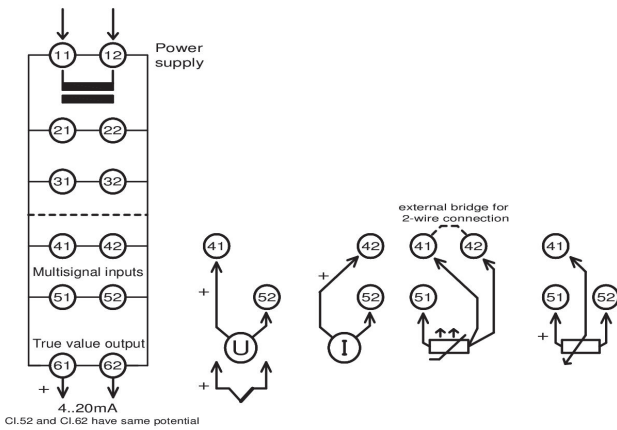 11 12 Power
supply
21 22
31 32
external bridge for
2-wire connection
41 42 41 42 41 42 41
Multisignal inputs
+ +
51 52 52 52 51 51 52
True value output U I +
61 62 +
+
4..20mA
Cl.52 and Cl.62 have same potential